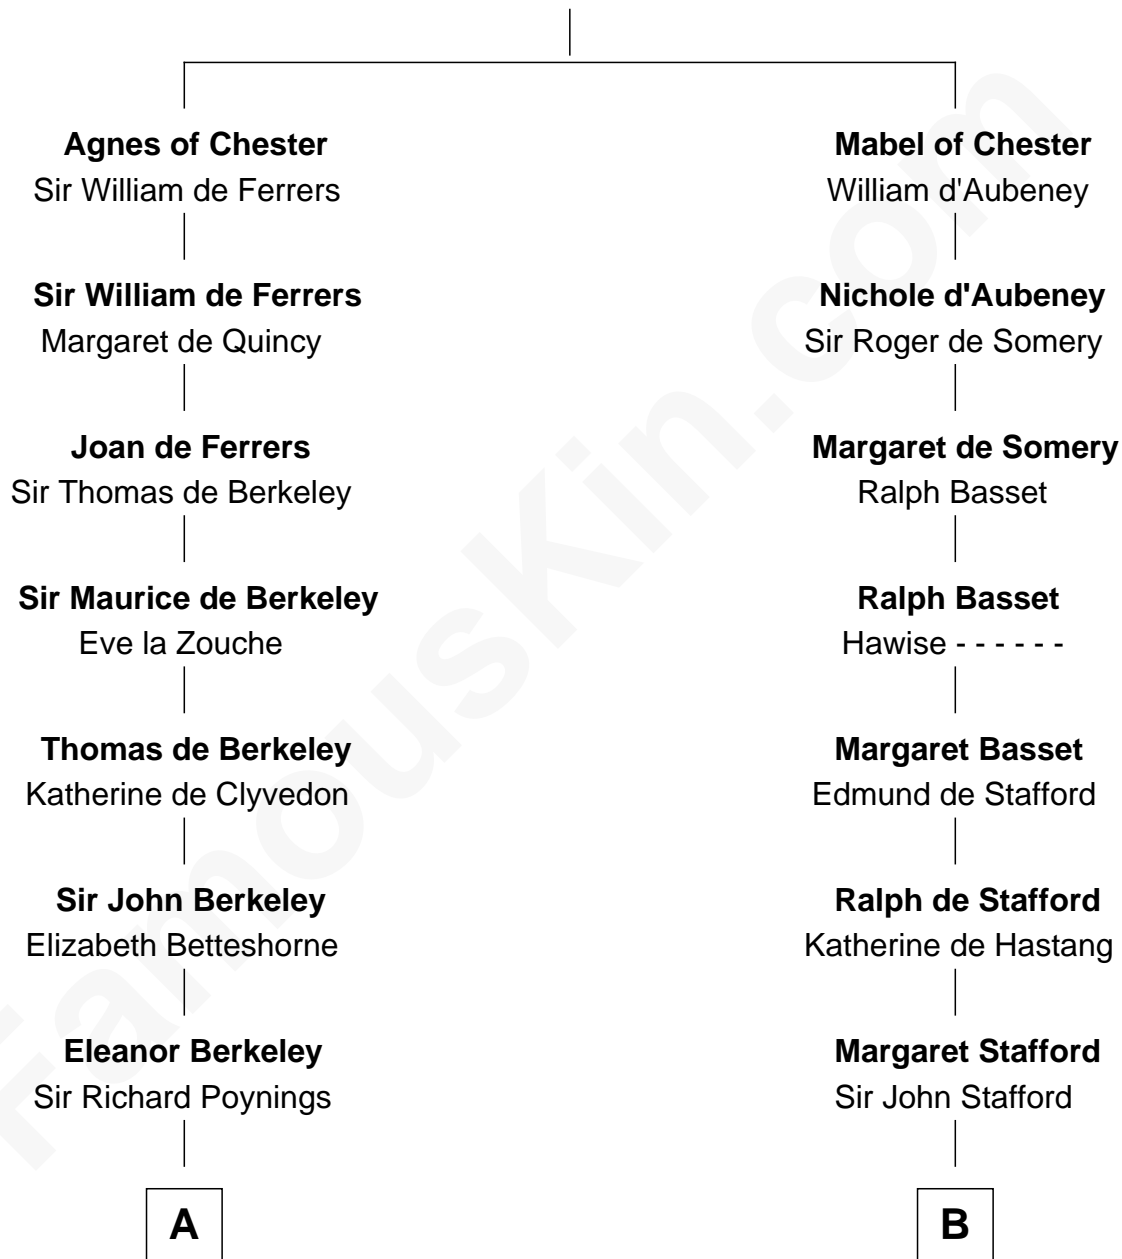 Agnes of Chester
Sir William de Ferrers
Sir William de Ferrers
Margaret de Quincy
Joan de Ferrers
Sir Thomas de Berkeley
Sir Maurice de Berkeley
Eve la Zouche
Thomas de Berkeley
Katherine de Clyvedon
Sir John Berkeley
Elizabeth Betteshorne
Eleanor Berkeley
Sir Richard Poynings
A
Mabel of Chester
William d'Aubeney
Nichole d'Aubeney
Sir Roger de Somery
Margaret de Somery
Ralph Basset
Ralph Basset
Hawise - - - - - -
Margaret Basset
Edmund de Stafford
Ralph de Stafford
Katherine de Hastang
Margaret Stafford
Sir John Stafford
B
FamousKin.com